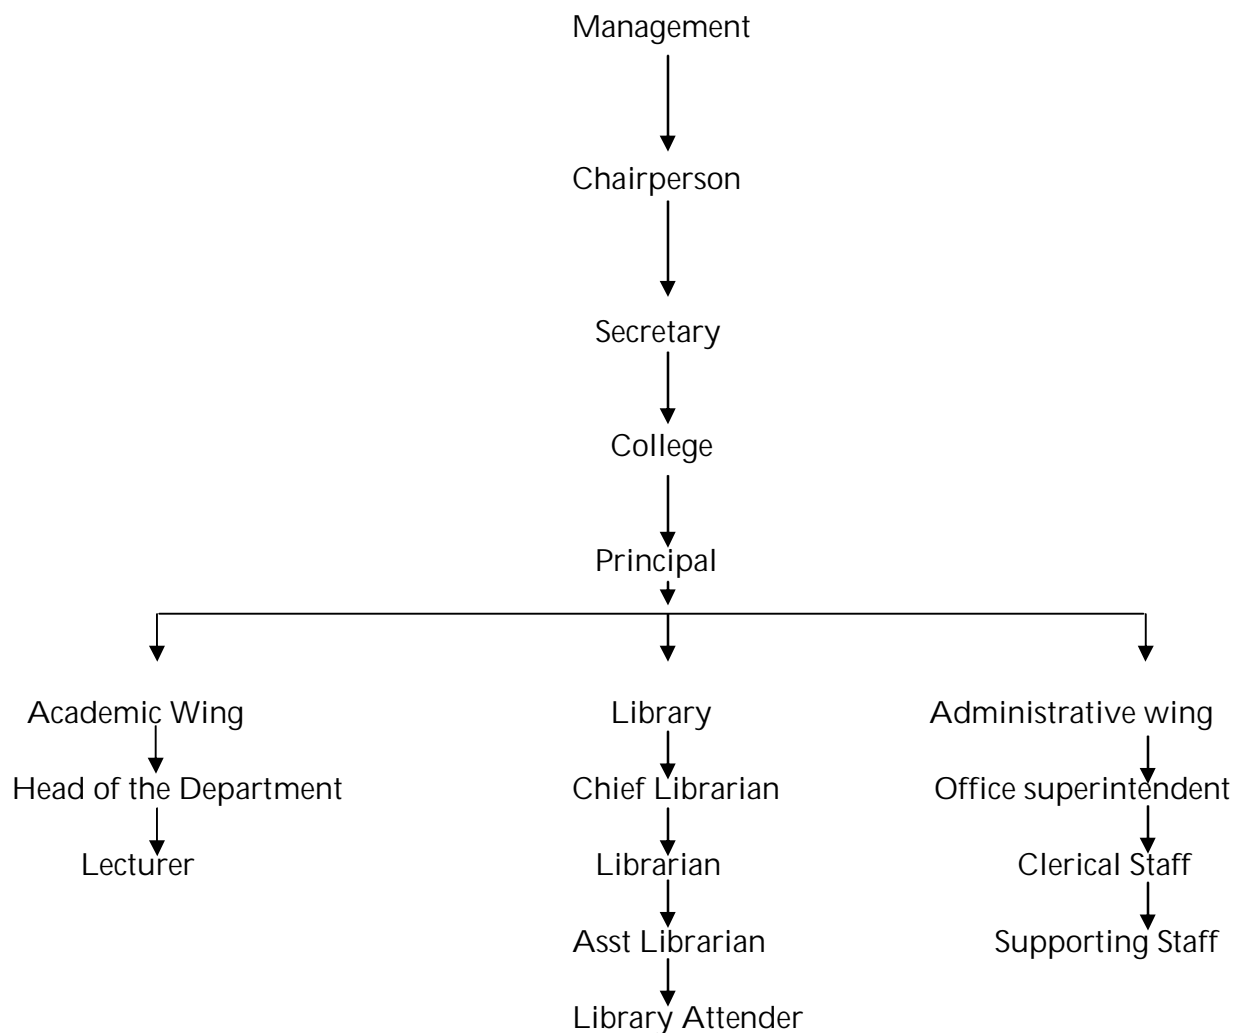 Management
Chairperson
Secretary
College
Principal
Academic Wing Library Administrative wing
Head of the Department Chief Librarian Office superintendent
Lecturer Librarian Clerical Staff
Asst Librarian Supporting Staff
Library Attender